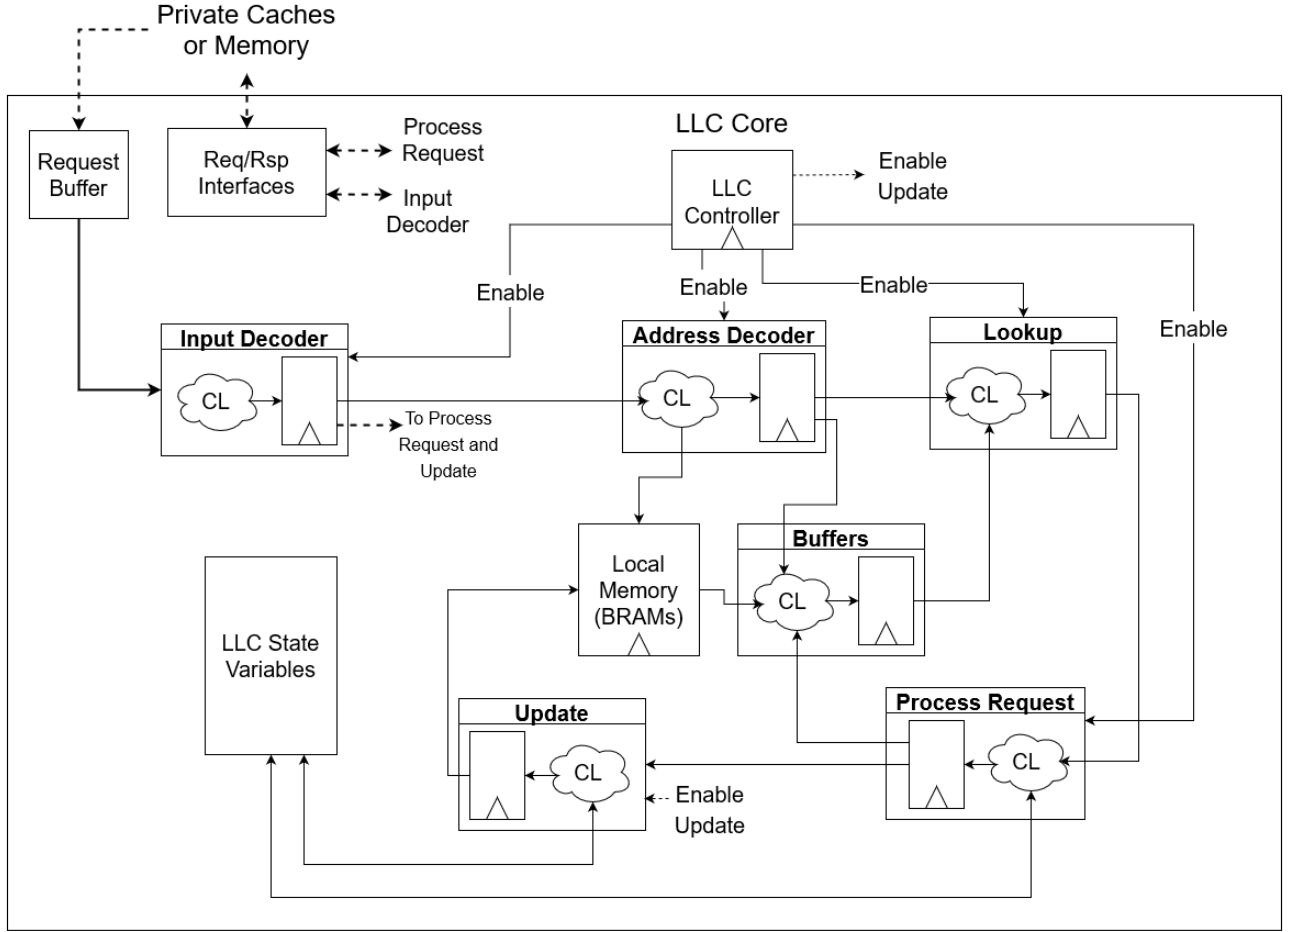 Private Caches
or Memory
Request
Buffer
Req/Rsp
Interfaces
Process
Request
Input
Decoder
LLC Core
LLC
Controller
Enable
Update
Enable
Enable
Enable
Enable
Input Decoder
CL
To Process
Request and
Update
Address Decoder
CL
Lookup
CL
Local
Memory
(BRAMs)
Buffers
CL
LLC State
Variables
Update
CL
Enable
Update
Process Request
CL